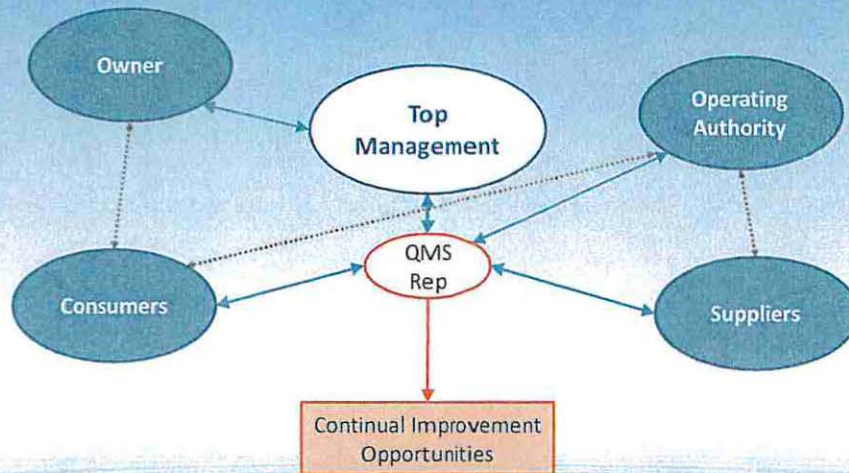 Owner
Top
Management
Operating
Authority
QMS
Rep
Consumers
Suppliers
Continual Improvement
Opportunities